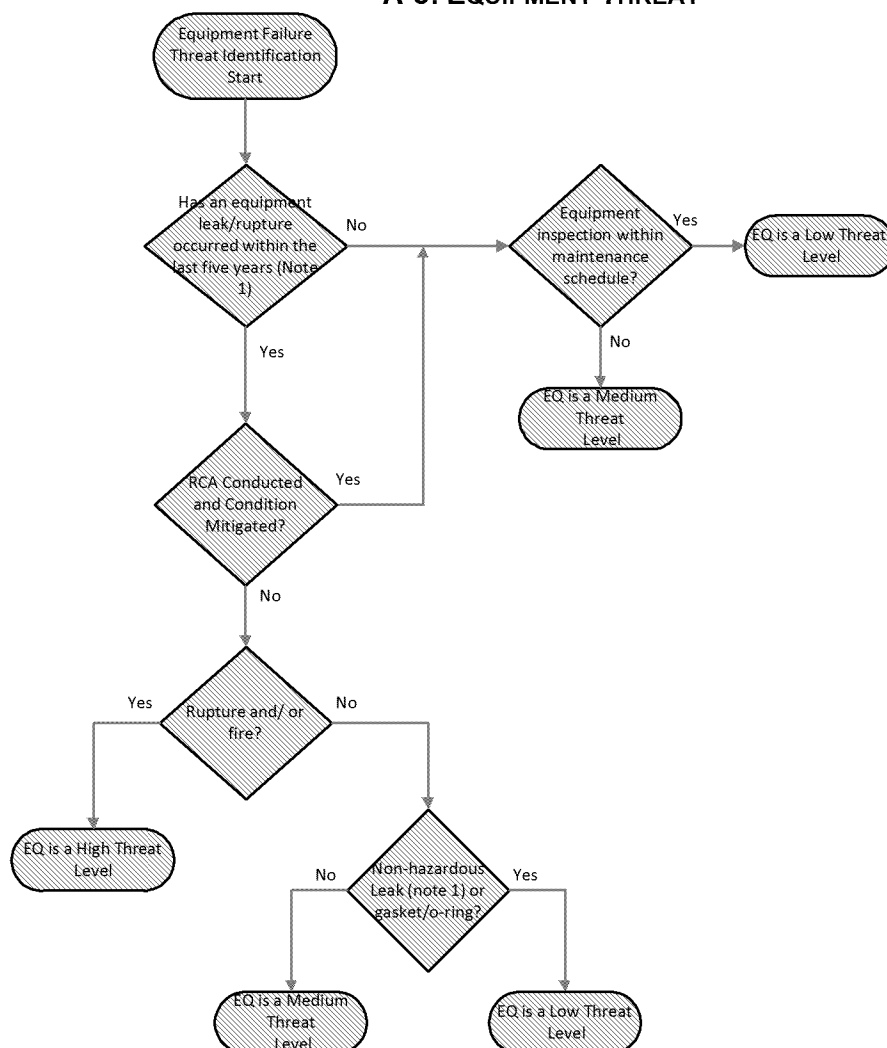 EQUIPMENT THREAT
Equipment Failure
Threat Identification
Start
Has an equipment
leak/rupture
occurred within the
last five years (Note
1)
No
Equipment
inspection within
maintenance
schedule?
Yes
EQ is a Low Threat
Level
Yes
No
EQ is a Medium
Threat
Level
RCA Conducted
and Condition
Mitigated?
Yes
No
Yes
Rupture and/ or
fire?
No
EQ is a High Threat
Level
No
Non-hazardous
Leak (note 1) or
gasket/o-ring?
Yes
EQ is a Medium
Threat
Level
EQ is a Low Threat
Level